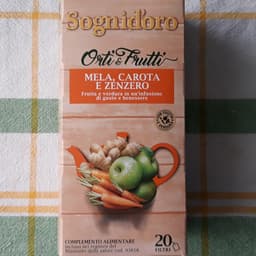 Sognid'oro
Orti & Frutti
MELA, CAROTA
E ZENZERO
Frutta e verdura in un'infusione
di gusto e benessere
COMPLEMENTO ALIMENTARE
20
FILTRI